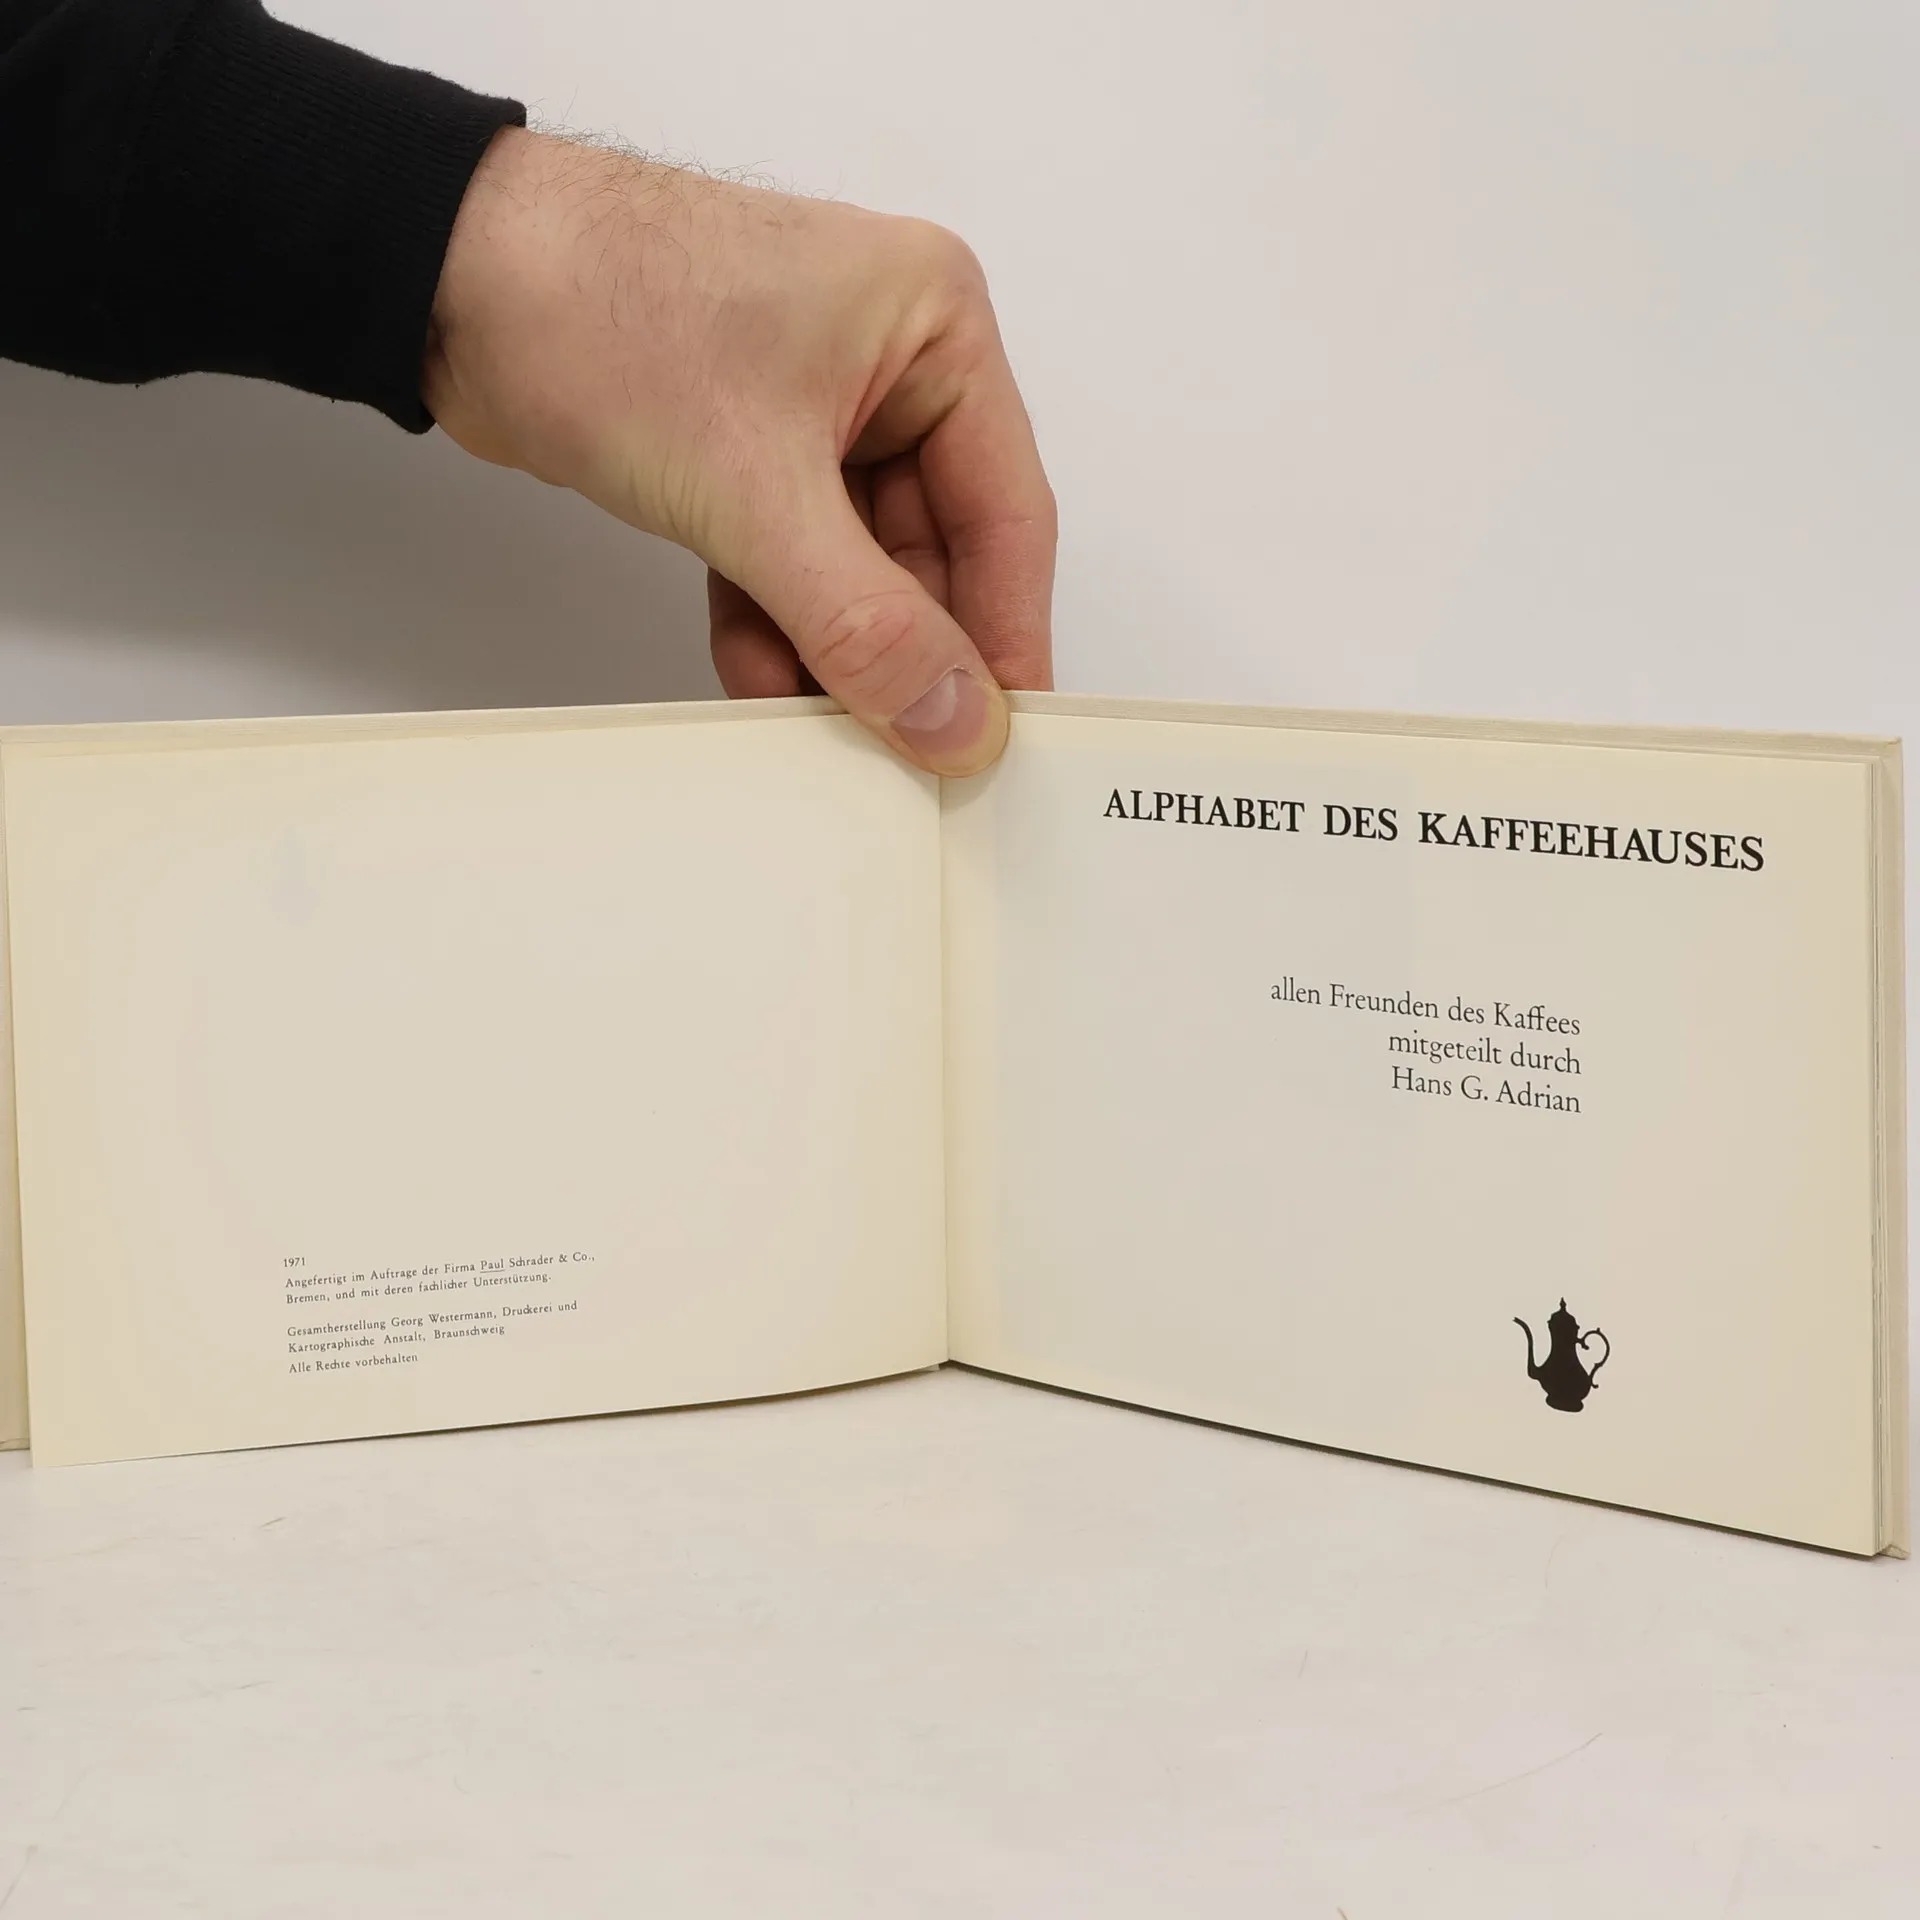 1971
Angefertigt im Auftrage der Firma Paul Schrader & Co.,
Bremen, und mit deren fachlicher Unterstützung.
Gesamtherstellung Georg Westermann, Druckerei und
Kartographische Anstalt, Braunschweig
Alle Rechte vorbehalten
ALPHABET DES KAFFEEHAUSES
allen Freunden des Kaffees
mitgeteilt durch
Hans G. Adrian